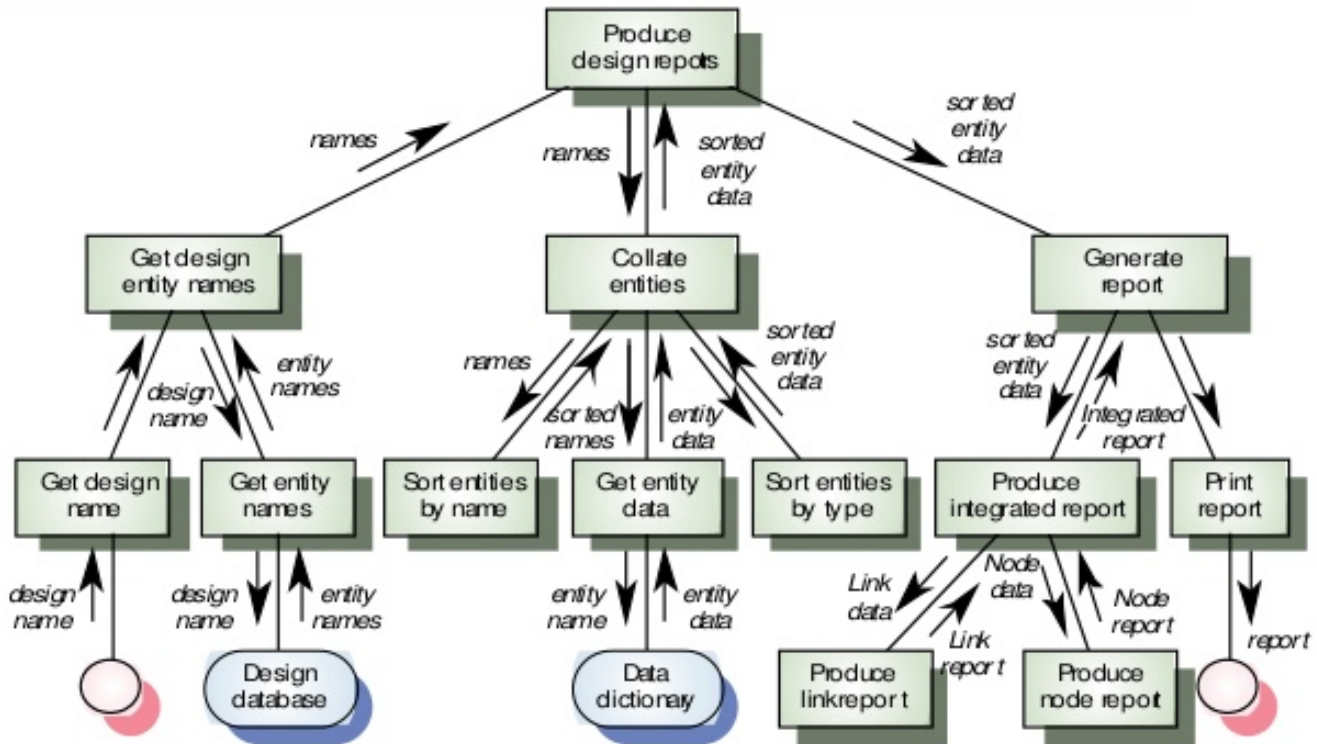 Produce
design reports
names
names
sorted
entity
data
sorted
entity
data
Get design
entity names
Collate
entities
Generate
report
design
name
entity
names
names
sorted
names
entity
data
sorted
entity
data
sorted
entity
data
Integrated
report
Get design
name
Get entity
names
Sort entities
by name
Get entity
data
Sort entities
by type
Produce
integrated report
Print
report
design
name
design
name
entity
names
entity
name
entity
data
Link
data
Link
report
Node
data
Node
report
report
Design
database
Data
dictionary
Produce
linkreport
Produce
node report